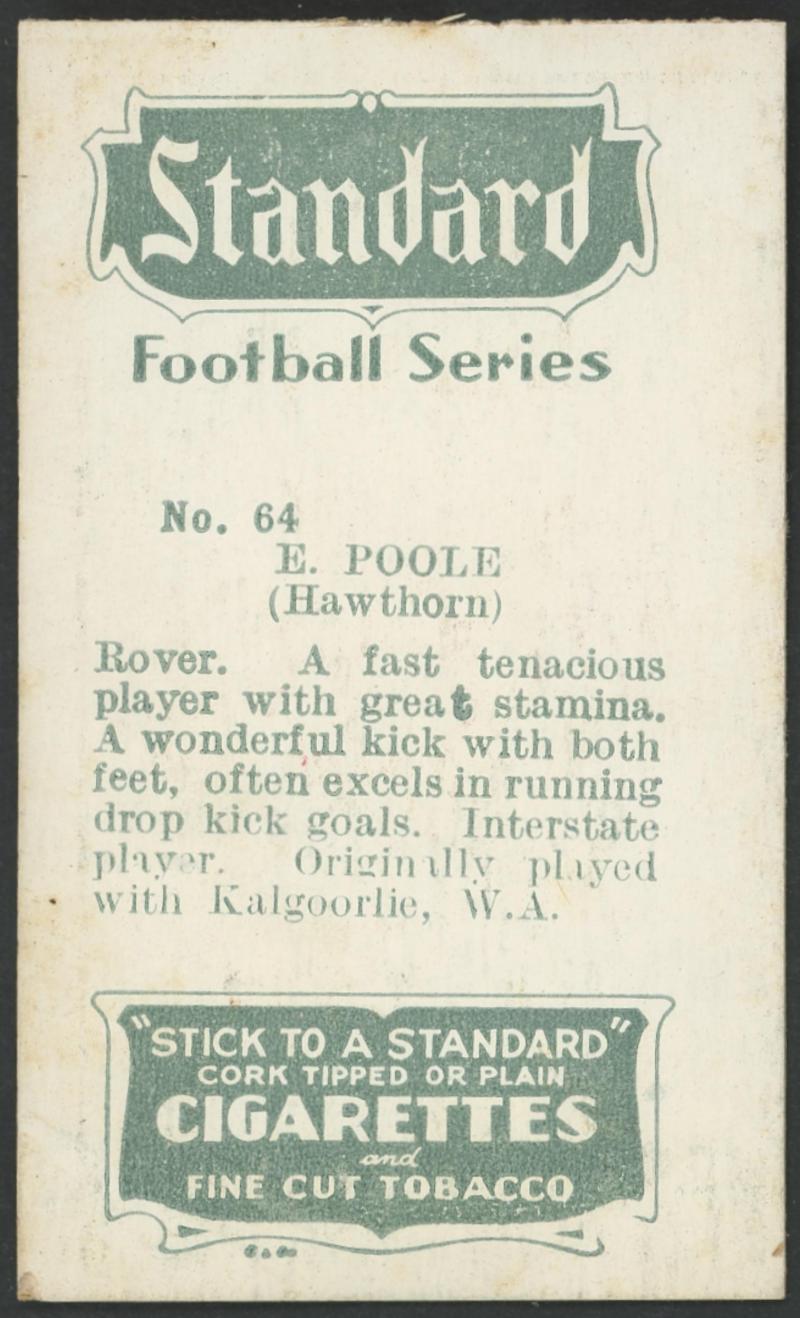 Standard
Football Series
No. 64
E. POOLE
(Hawthorn)
Rover. A fast tenacious
player with great stamina.
A wonderful kick with both
feet, often excels in running
drop kick goals. Interstate
player. Originally played
with Kalgoorlie, W.A.
"STICK TO A STANDARD"
CORK TIPPED OR PLAIN
CIGARETTES
and
FINE CUT TOBACCO